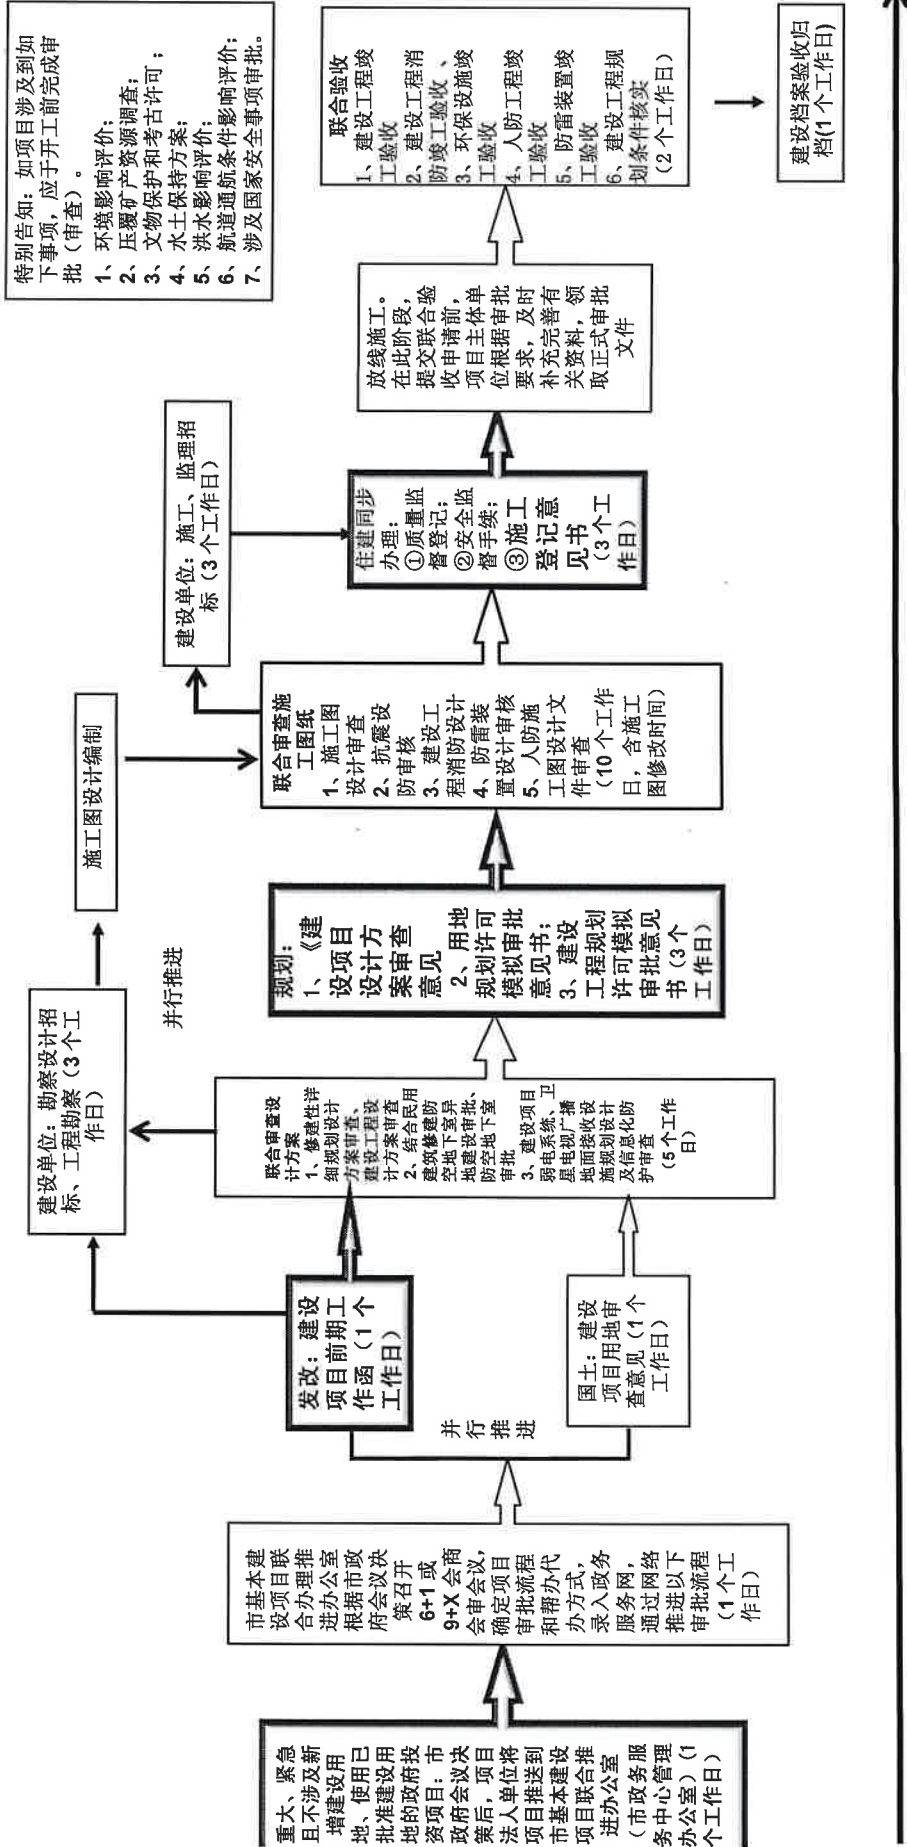 重大、紧急
且不涉及新
增建设用
地、使用已
批准建设用
地的政府投
资项目：市
政府会议决
策后，项目
法人单位将
项目推送到
市基本建设
项目联合推
进办公室
（市政务服
务中心管理
办公室）（1
个工作日）
市基本建
设项目联
合办理推
进办公室
根据市政
府会议决
策召开
6+1 或
9+X 会商
会审会议，
确定项目
审批流程
和帮办代
办方式，
录入政务
服务网，
通过网络
推进以下
审批流程
（1 个工
作日）
并行推进
发改：建设
项目前期工
作函（1 个
工作日）
国土：建设
项目用地审
查意见（1 个
工作日）
建设单位：勘察设计招
标、工程勘察（3 个工
作日）
联合审查设
计方案
1、修建性详
细规划设计
方案审查、
建设工程设
计方案审查
2、结合民用
建筑修建防
空地下室异
地建设审批、
防空地下室
审批
3、建设项目
弱电系统、卫
星电视广播
地面接收设
施规划设计
及信息化防
护审查
（5 个工作
日）
并行推进
规划：
1、《建
设项目
设计方
案审查
意见
2、用地
规划许可
模拟审批
意见书；
3、建设
工程规划
许可模拟
审批意见
书（3 个
工作日）
施工图设计编制
联合审查施
工图纸
1、施工图
设计审查
2、抗震设
防审核
3、建设工
程消防设计
4、防雷装
置设计审核
5、人防施
工图设计文
件审查
（10 个工作
日，含施工
图修改时间）
建设单位：施工、监理招
标（3 个工作日）
住建同步
办理：
①质量监
督登记；
②安全监
督手续；
③施工
登记意
见书
（3 个工
作日）
放线施工。
在此阶段，
提交联合验
收申请前，
项目主体单
位根据审批
要求，及时
补充完善有
关资料，领
取正式审批
文件
联合验收
1、建设工程竣
工验收
2、建设工程消
防竣工验收、
3、环保设施竣
工验收
4、人防工程竣
工验收
5、防雷装置竣
工验收
6、建设工程规
划条件核实
（2 个工作日）
建设档案验收归
档（1 个工作日）
特别告知：如项目涉及到如
下事项，应于开工前完成审
批（审查）。
1、环境影响评价；
2、压覆矿产资源调查；
3、文物保护和考古许可；
4、水土保持方案；
5、洪水影响评价；
6、航道通航条件影响评价；
7、涉及国家安全事项审批。